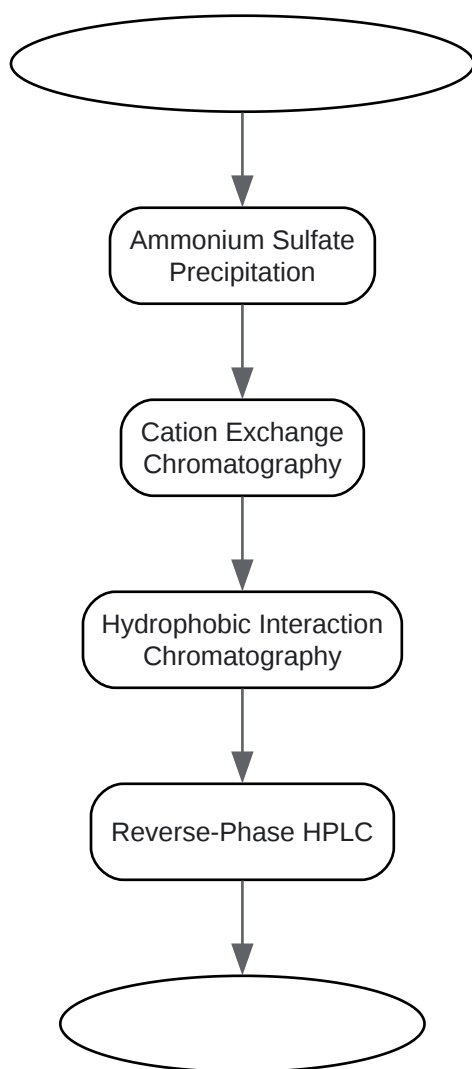 Ammonium Sulfate
Precipitation
Cation Exchange
Chromatography
Hydrophobic Interaction
Chromatography
Reverse-Phase HPLC